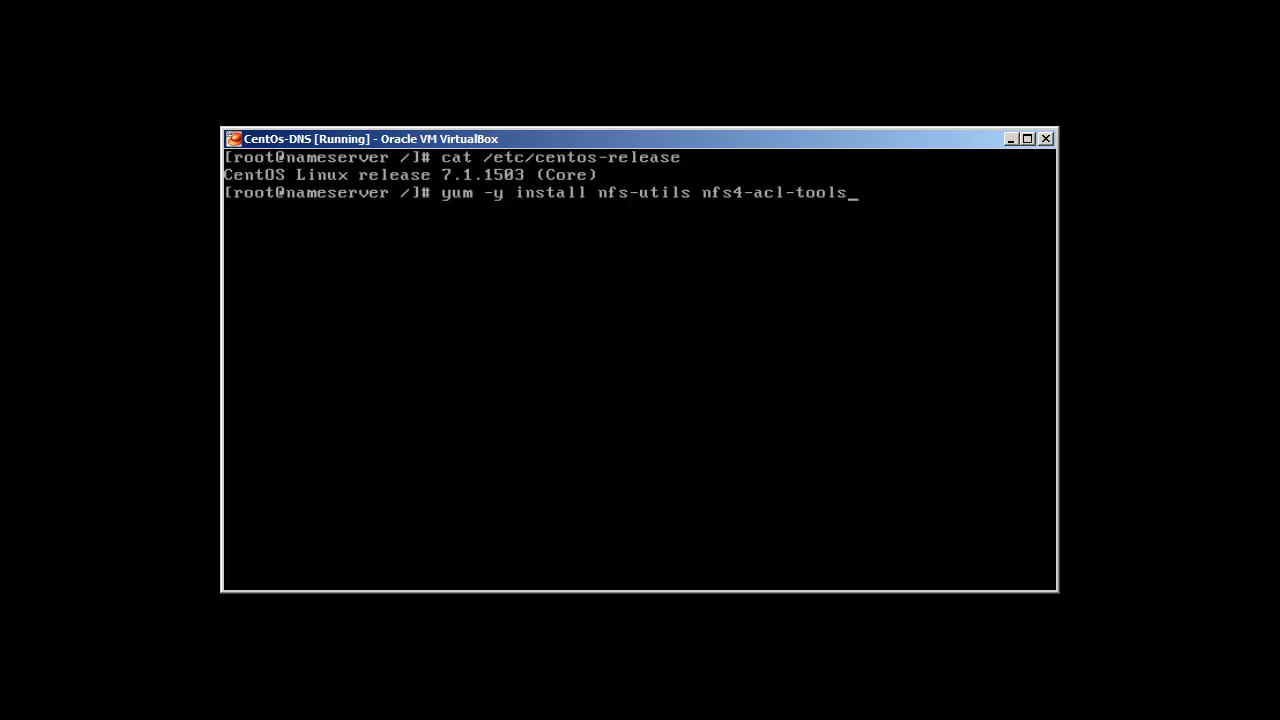 CentOs-DNS [Running] - Oracle VM VirtualBox
[root@nameserver /]# cat /etc/centos-release
CentOS Linux release 7.1.1503 (Core)
[root@nameserver /]# yum -y install nfs-utils nfs4-acl-tools_